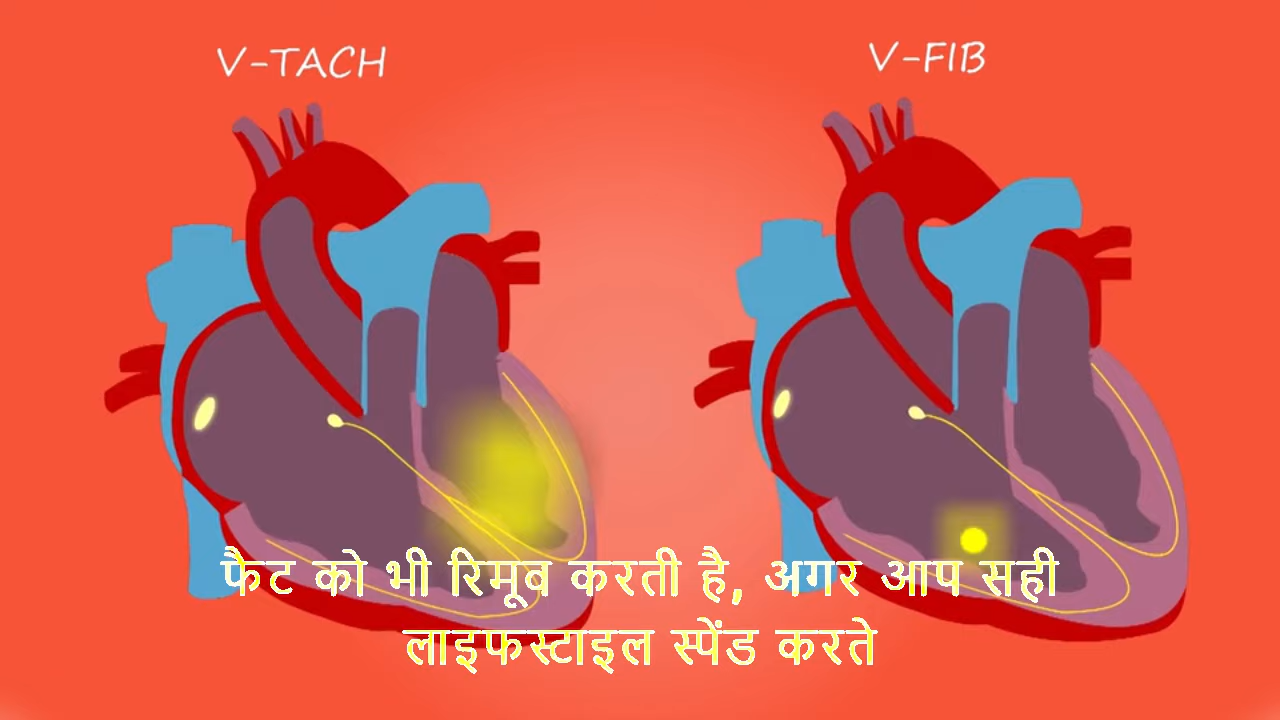 V-TACH
V-FIB
फैट को भी रिमूव करती है, अगर आप सही
लाइफस्टाइल स्पेंड करते